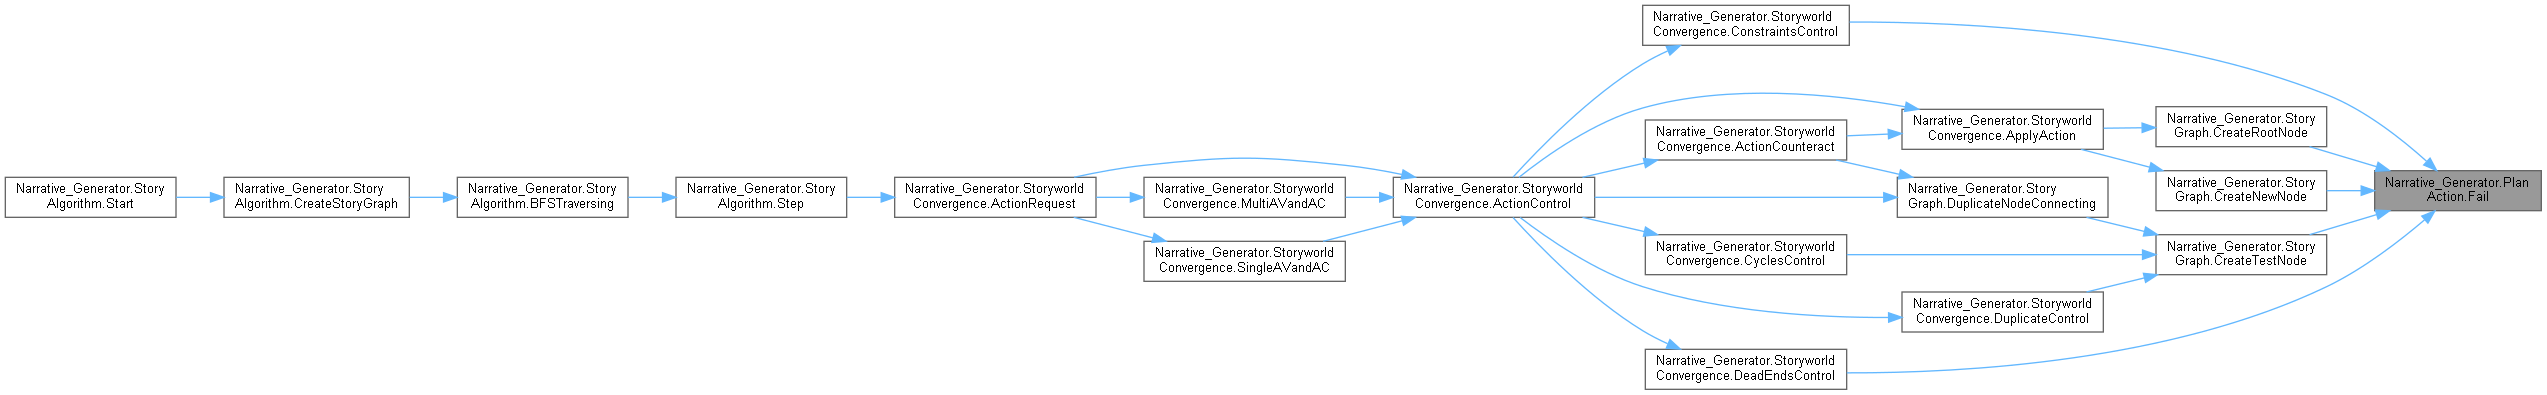 Narrative_Generator.Story
Algorithm.Start
Narrative_Generator.Story
Algorithm.CreateStoryGraph
Narrative_Generator.Story
Algorithm.BFSTraversing
Narrative_Generator.Story
Algorithm.Step
Narrative_Generator.Storyworld
Convergence.ActionRequest
Narrative_Generator.Storyworld
Convergence.MultiAVandAC
Narrative_Generator.Storyworld
Convergence.SingleAVandAC
Narrative_Generator.Storyworld
Convergence.ActionControl
Narrative_Generator.Storyworld
Convergence.ConstraintsControl
Narrative_Generator.Storyworld
Convergence.ActionCounteract
Narrative_Generator.Storyworld
Convergence.CyclesControl
Narrative_Generator.Storyworld
Convergence.DeadEndsControl
Narrative_Generator.Storyworld
Convergence.ApplyAction
Narrative_Generator.Story
Graph.DuplicateNodeConnecting
Narrative_Generator.Storyworld
Convergence.DuplicateControl
Narrative_Generator.Story
Graph.CreateRootNode
Narrative_Generator.Story
Graph.CreateNewNode
Narrative_Generator.Story
Graph.CreateTestNode
Narrative_Generator.Plan
Action.Fail